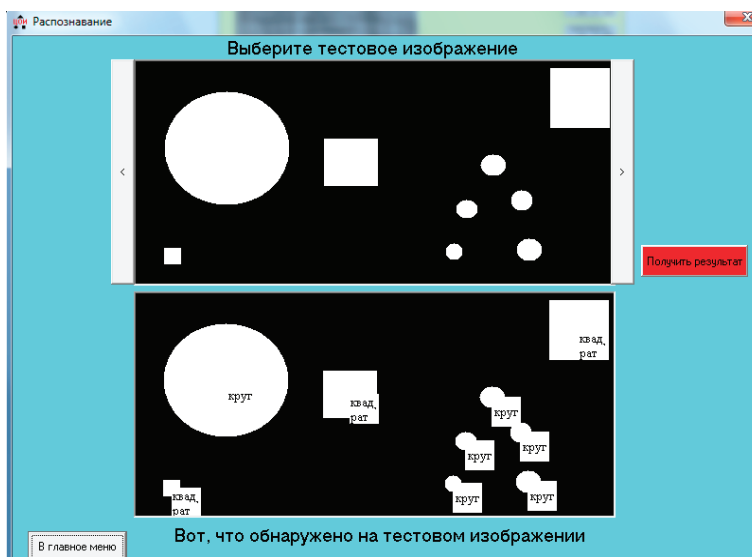 Распознавание
Выберите тестовое изображение
<
>
Получить результат
квад,
рат
круг
квад,
рат
круг
круг
круг
квад,
рат
круг
круг
Вот, что обнаружено на тестовом изображении
В главное меню